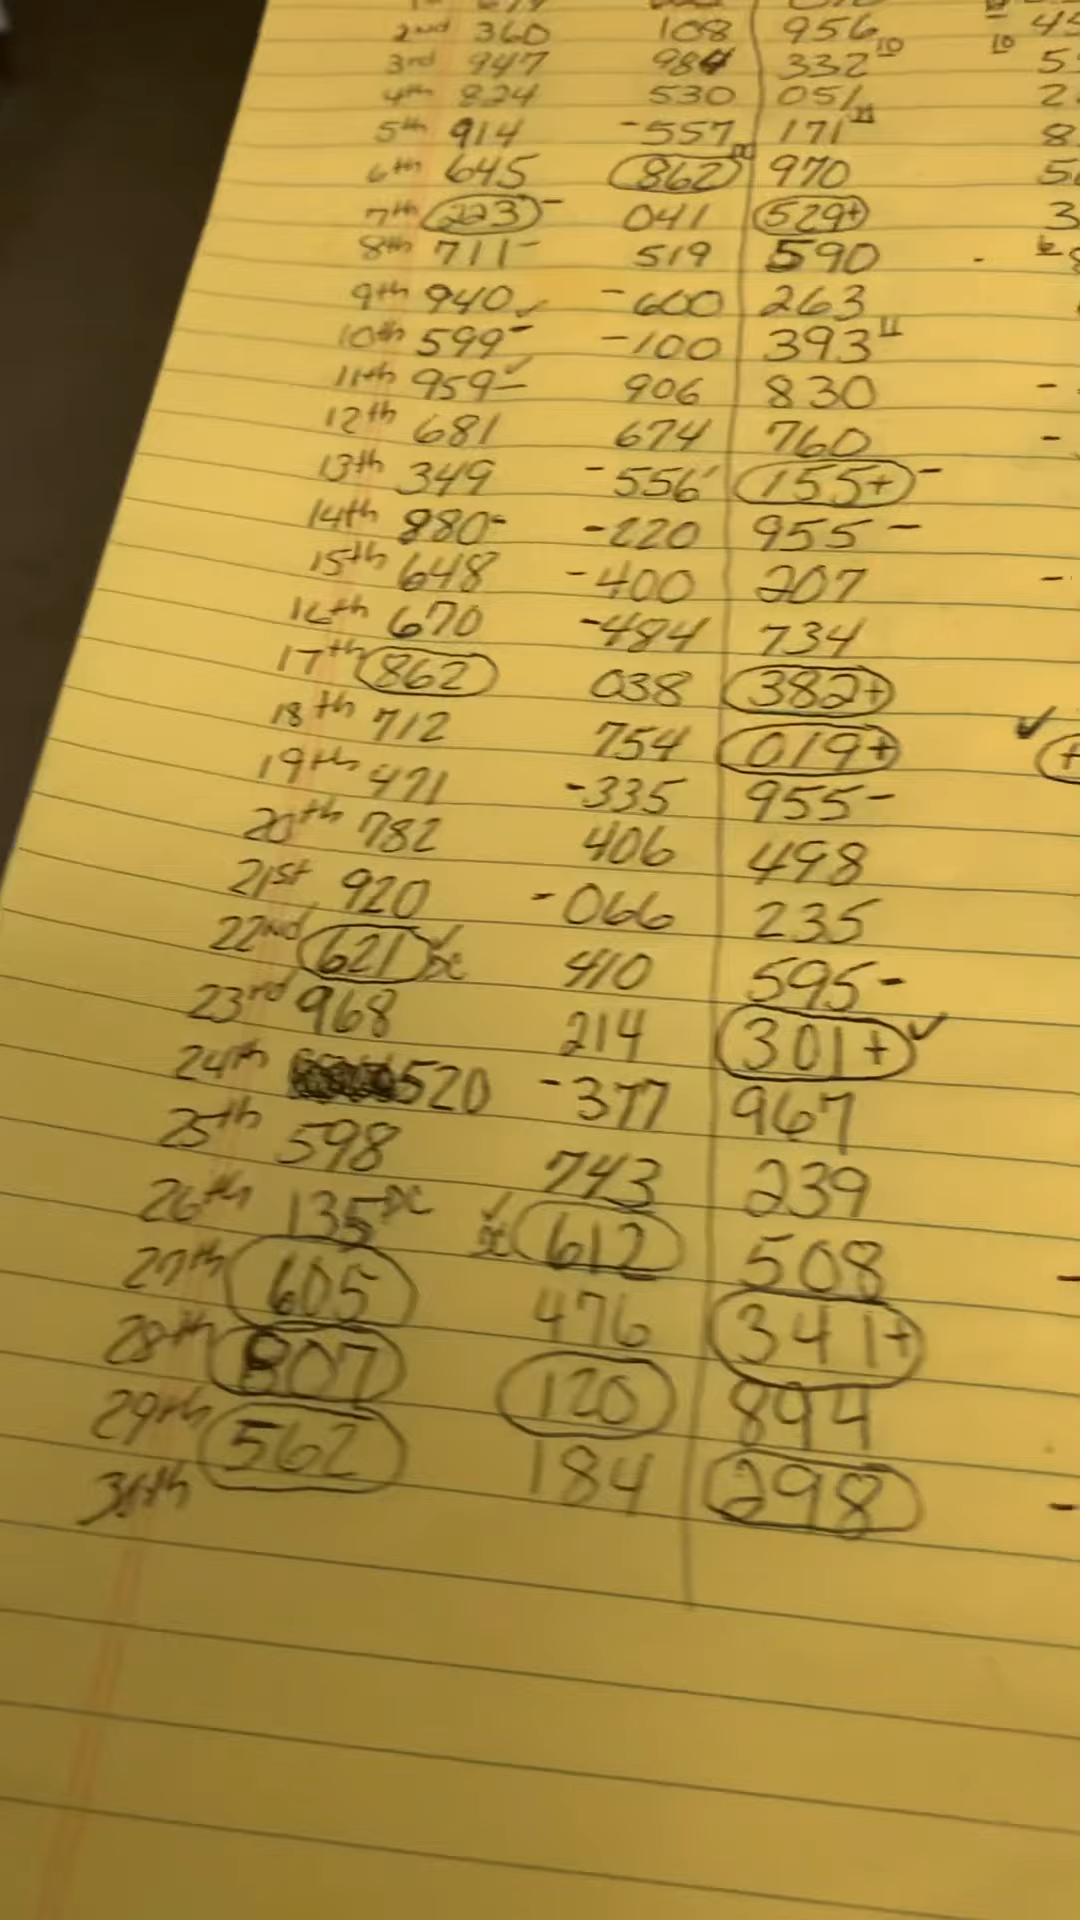 2nd 360 108 956 10 10
3rd 947 984 332
4th 824 530 051
5th 914 -557 171
6th 645 862 970
7th 223- 041 529+
8th 711- 519 590
9th 940 -600 263
10th 599- -100 393 11
11th 959- 906 830
12th 681 674 760
13th 349 -556 155+ -
14th 880- -220 955-
15th 648 -400 207
16th 670 -484 734
17th 862 038 382+
18th 712 754 019+
19th 471 -335 955-
20th 782 406 498
21st 920 -066 235
22nd 621 DC 410 595-
23rd 968 214 301+
24th 520 -377 967
25th 598 743 239
26th 135 DC 612 508
27th 605 476 341+
28th 807 120 894
29th 562 184 298